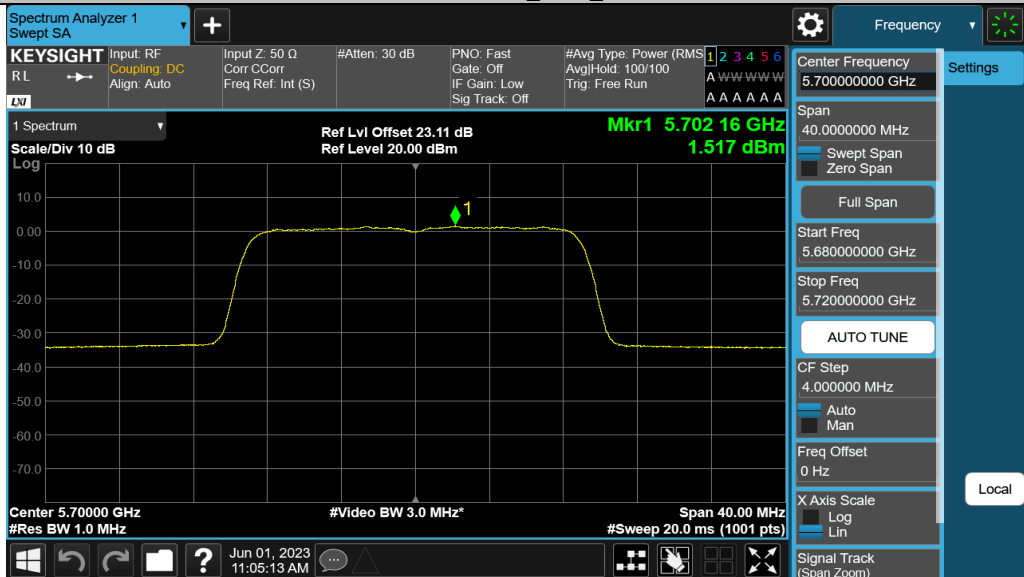 Spectrum Analyzer 1
Swept SA
+
Frequency
KEYSIGHT
R L
LXI
Input: RF
Coupling: DC
Align: Auto
Input Z: 50 Ω
Corr CCorr
Freq Ref: Int (S)
#Atten: 30 dB
PNO: Fast
Gate: Off
IF Gain: Low
Sig Track: Off
#Avg Type: Power (RMS
Avg|Hold: 100/100
Trig: Free Run
1 2 3 4 5 6
A W W W W W
A A A A A A
Center Frequency
5.700000000 GHz
Settings
Span
40.0000000 MHz
Swept Span
Zero Span
Full Span
Start Freq
5.680000000 GHz
Stop Freq
5.720000000 GHz
AUTO TUNE
CF Step
4.000000 MHz
Auto
Man
Freq Offset
0 Hz
X Axis Scale
Log
Lin
Signal Track
(Span Zoom)
Local
1 Spectrum
Scale/Div 10 dB
Log
Ref Lvl Offset 23.11 dB
Ref Level 20.00 dBm
Mkr1 5.702 16 GHz
1.517 dBm
1
10.0
0.00
-10.0
-20.0
-30.0
-40.0
-50.0
-60.0
-70.0
Center 5.70000 GHz
#Res BW 1.0 MHz
#Video BW 3.0 MHz*
Span 40.00 MHz
#Sweep 20.0 ms (1001 pts)
?
Jun 01, 2023
11:05:13 AM